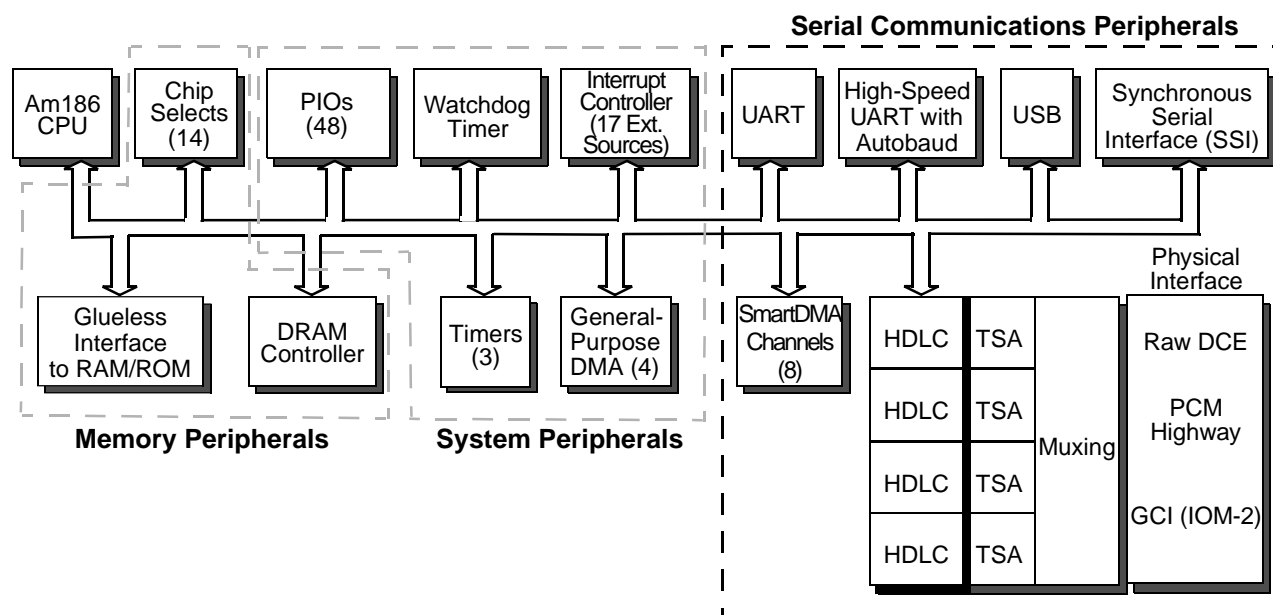 Serial Communications Peripherals
Am186
CPU
Chip
Selects
(14)
PIOs
(48)
Watchdog
Timer
Interrupt
Controller
(17 Ext.
Sources)
UART
High-Speed
UART with
Autobaud
USB
Synchronous
Serial
Interface (SSI)
Glueless
Interface
to RAM/ROM
DRAM
Controller
Timers
(3)
General-
Purpose
DMA (4)
SmartDMA
Channels
(8)
HDLC
TSA
HDLC
TSA
HDLC
TSA
HDLC
TSA
Muxing
Physical
Interface
Raw DCE
PCM
Highway
GCI (IOM-2)
Memory Peripherals
System Peripherals